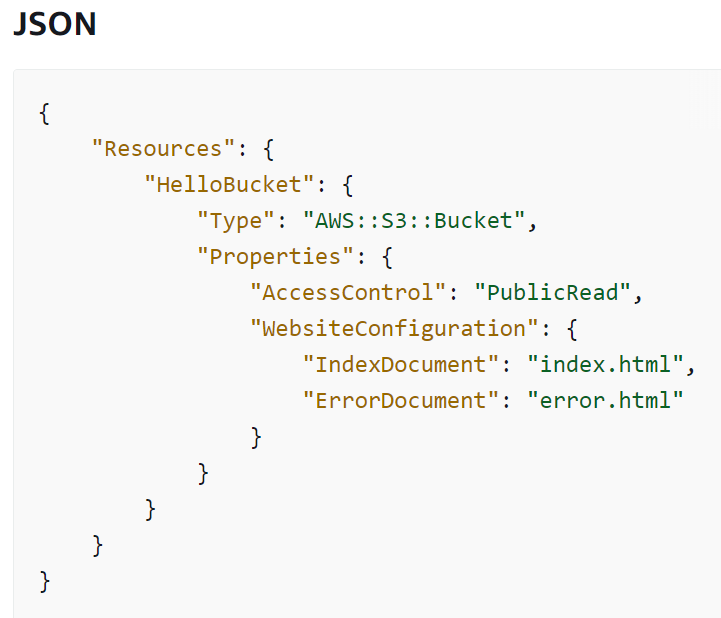 JSON
{
    "Resources": {
        "HelloBucket": {
            "Type": "AWS::S3::Bucket",
            "Properties": {
                "AccessControl": "PublicRead",
                "WebsiteConfiguration": {
                    "IndexDocument": "index.html",
                    "ErrorDocument": "error.html"
                }
            }
        }
    }
}